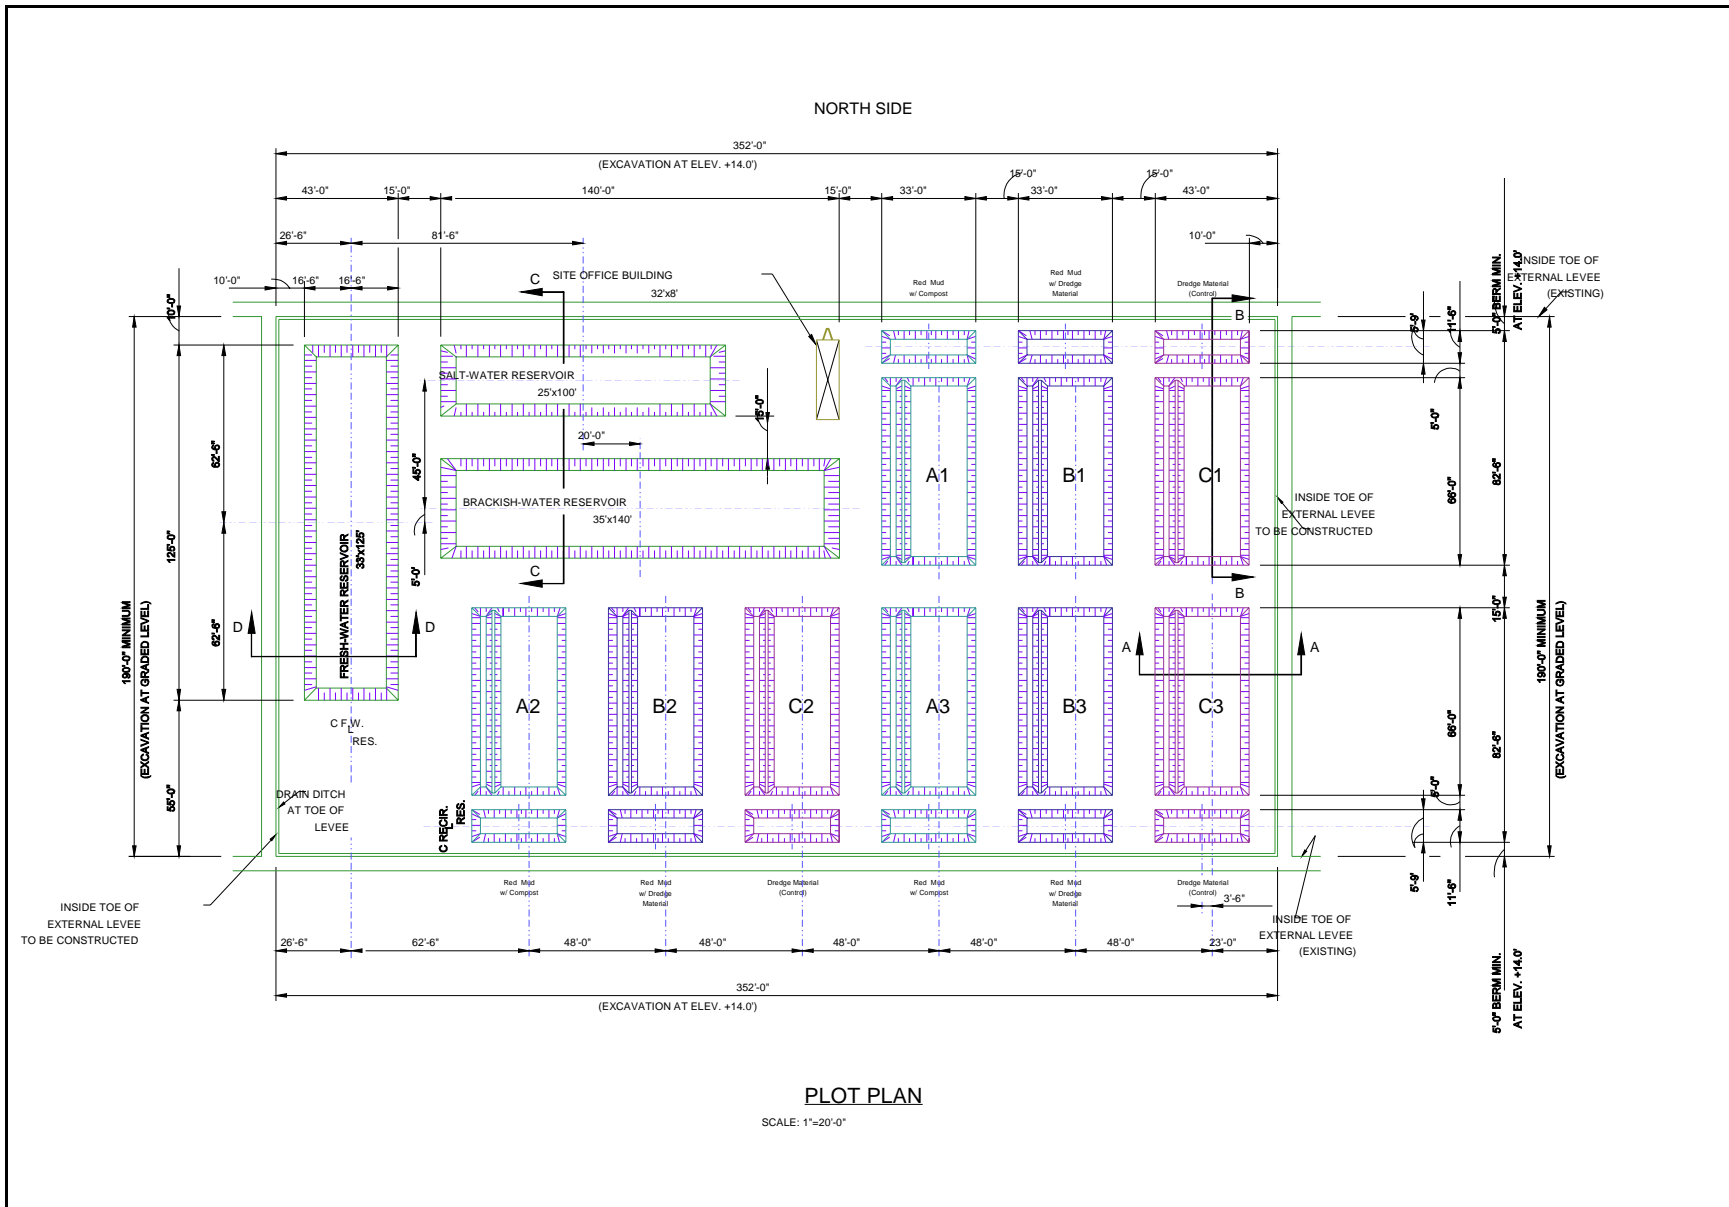 NORTH SIDE
352'-0"
(EXCAVATION AT ELEV. +14.0')
43'-0"
15'-0"
140'-0"
15'-0"
33'-0"
15'-0"
33'-0"
15'-0"
43'-0"
26'-6"
81'-6"
10'-0"
10'-0"
16'-6"
16'-6"
C
SITE OFFICE BUILDING
32'x8'
Red Mud
w/ Compost
Red Mud
w/ Dredge
Material
Dredge Material
(Control)
B
5'-0" BERM MIN.
AT ELEV. +14.0'
INSIDE TOE OF
EXTERNAL LEVEE
(EXISTING)
10'-0"
5'-9'
11'-6"
SALT-WATER RESERVOIR
25'x100'
15'-0"
20'-0"
45'-0"
5'-0'
BRACKISH-WATER RESERVOIR
35'x140'
C
62'-6"
125'-0"
62'-6"
FRESH-WATER RESERVOIR
33'x125'
A1
B1
C1
5'-0"
66'-0"
82'-6"
INSIDE TOE OF
EXTERNAL LEVEE
TO BE CONSTRUCTED
B
15'-0"
190'-0" MINIMUM
(EXCAVATION AT GRADED LEVEL)
D
D
A
A
190'-0" MINIMUM
(EXCAVATION AT GRADED LEVEL)
A2
B2
C2
A3
B3
C3
66'-0"
82'-6"
C F.W.
L
RES.
55'-0"
DRAIN DITCH
AT TOE OF
LEVEE
C RECIR.
L
RES.
5'-0"
5'-9'
11'-6"
Red Mud
w/ Compost
Red Mud
w/ Dredge
Material
Dredge Material
(Control)
Red Mud
w/ Compost
Red Mud
w/ Dredge
Material
Dredge Material
(Control)
3'-6"
INSIDE TOE OF
EXTERNAL LEVEE
TO BE CONSTRUCTED
INSIDE TOE OF
EXTERNAL LEVEE
(EXISTING)
26'-6"
62'-6"
48'-0"
48'-0"
48'-0"
48'-0"
48'-0"
23'-0"
5'-0" BERM MIN.
AT ELEV. +14.0'
352'-0"
(EXCAVATION AT ELEV. +14.0')
PLOT PLAN
SCALE: 1"=20'-0"